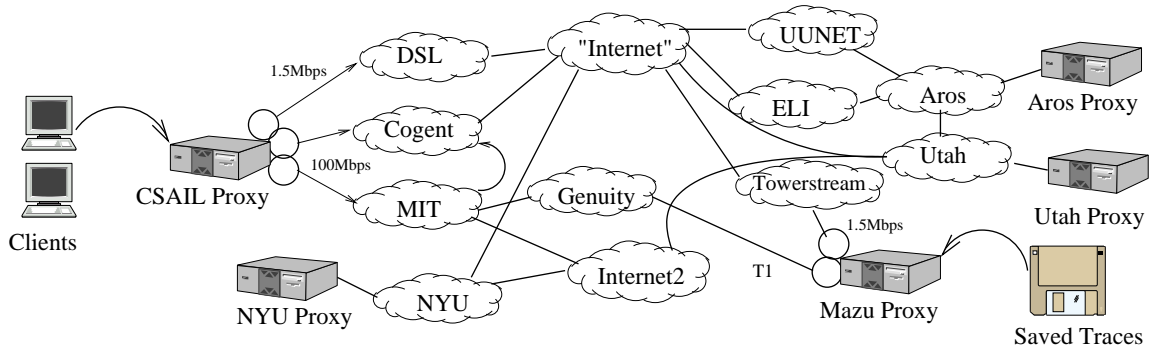 UUNET
DSL
"Internet"
1.5Mbps
ELI
Aros
Aros Proxy
Cogent
Utah
100Mbps
Towerstream
CSAIL Proxy
Genuity
MIT
Utah Proxy
1.5Mbps
Clients
Internet2
T1
NYU
NYU Proxy
Mazu Proxy
Saved Traces